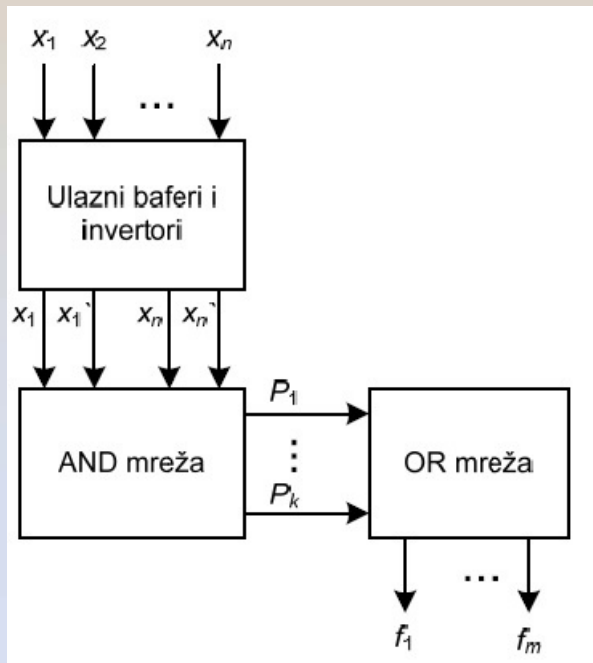 x1 x2 ... xn
Ulazni baferi i
invertori
x1 x1` xn xn`
P1
AND mreža ⋮ OR mreža
Pk
...
f1 fm